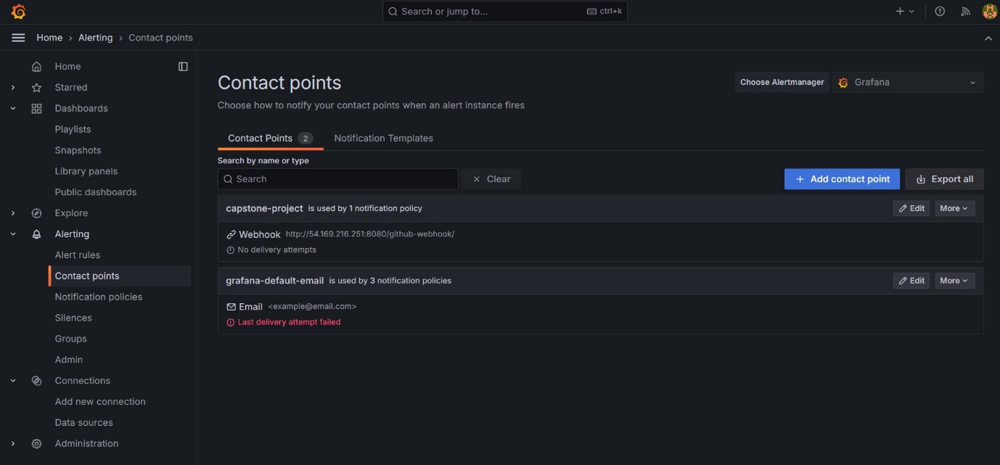 Search or jump to...
ctrl+k
Home › Alerting › Contact points
Home
Starred
Dashboards
Playlists
Snapshots
Library panels
Public dashboards
Explore
Alerting
Alert rules
Contact points
Notification policies
Silences
Groups
Admin
Connections
Add new connection
Data sources
Administration
Contact points
Choose Alertmanager
Grafana
Choose how to notify your contact points when an alert instance fires
Contact Points 2
Notification Templates
Search by name or type
Search
Clear
Add contact point
Export all
capstone-project is used by 1 notification policy
Edit
More
Webhook http://54.169.216.251:8080/github-webhook/
No delivery attempts
grafana-default-email is used by 3 notification policies
Edit
More
Email <example@email.com>
Last delivery attempt failed